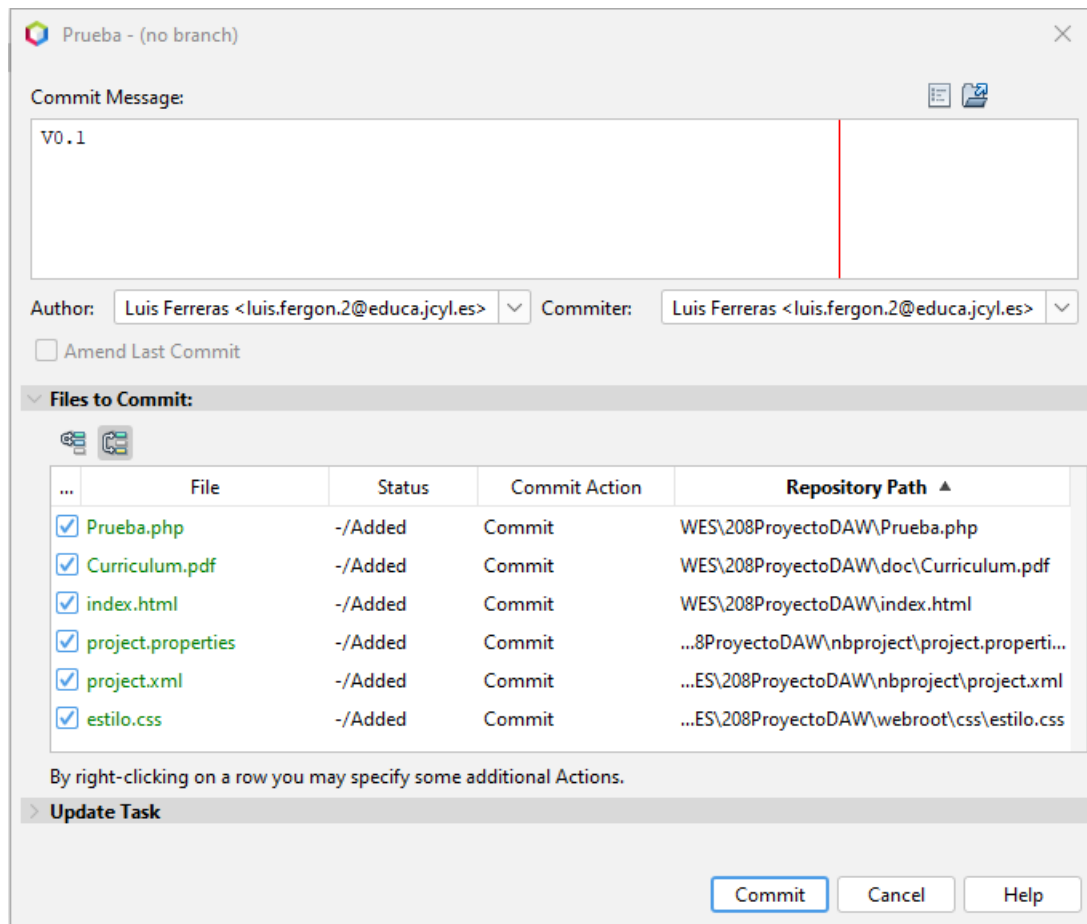 Prueba - (no branch)
Commit Message:
V0.1
Author: Luis Ferreras <luis.fergon.2@educa.jcyl.es> Commiter: Luis Ferreras <luis.fergon.2@educa.jcyl.es>
Amend Last Commit
Files to Commit:
... File Status Commit Action Repository Path
Prueba.php -/Added Commit WES\208ProyectoDAW\Prueba.php
Curriculum.pdf -/Added Commit WES\208ProyectoDAW\doc\Curriculum.pdf
index.html -/Added Commit WES\208ProyectoDAW\index.html
project.properties -/Added Commit ...8ProyectoDAW\nbproject\project.properti...
project.xml -/Added Commit ...ES\208ProyectoDAW\nbproject\project.xml
estilo.css -/Added Commit ...ES\208ProyectoDAW\webroot\css\estilo.css
By right-clicking on a row you may specify some additional Actions.
Update Task
Commit Cancel Help